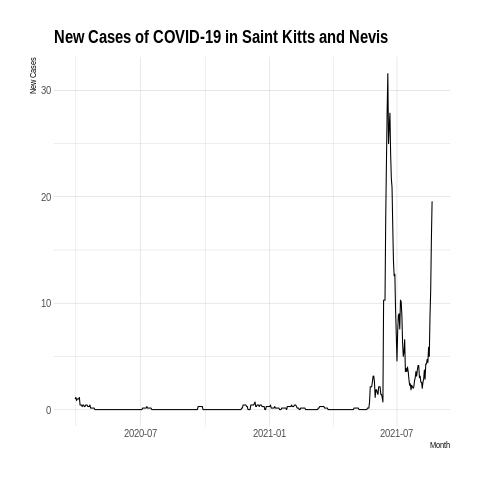 New Cases of COVID-19 in Saint Kitts and Nevis
New Cases
30
20
10
0
2020-07
2021-01
2021-07
Month